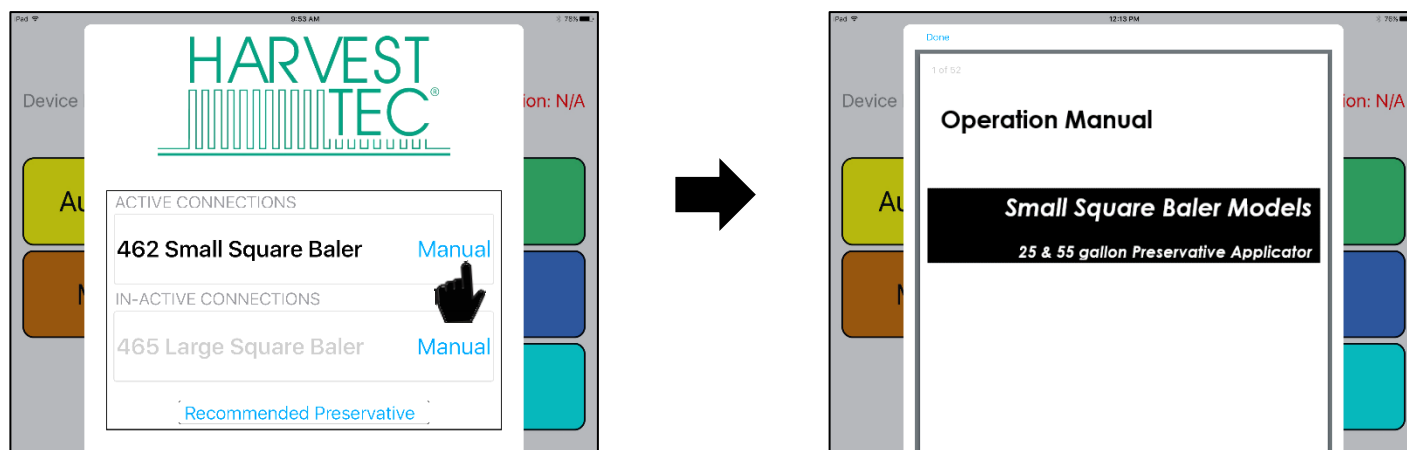 iPad
9:53 AM
76%
HARVEST
TEC®
Device
ion: N/A
ACTIVE CONNECTIONS
462 Small Square Baler
Manual
IN-ACTIVE CONNECTIONS
465 Large Square Baler
Manual
Recommended Preservative
iPad
12:13 PM
76%
Done
1 of 52
Device
ion: N/A
Operation Manual
Small Square Baler Models
25 & 55 gallon Preservative Applicator